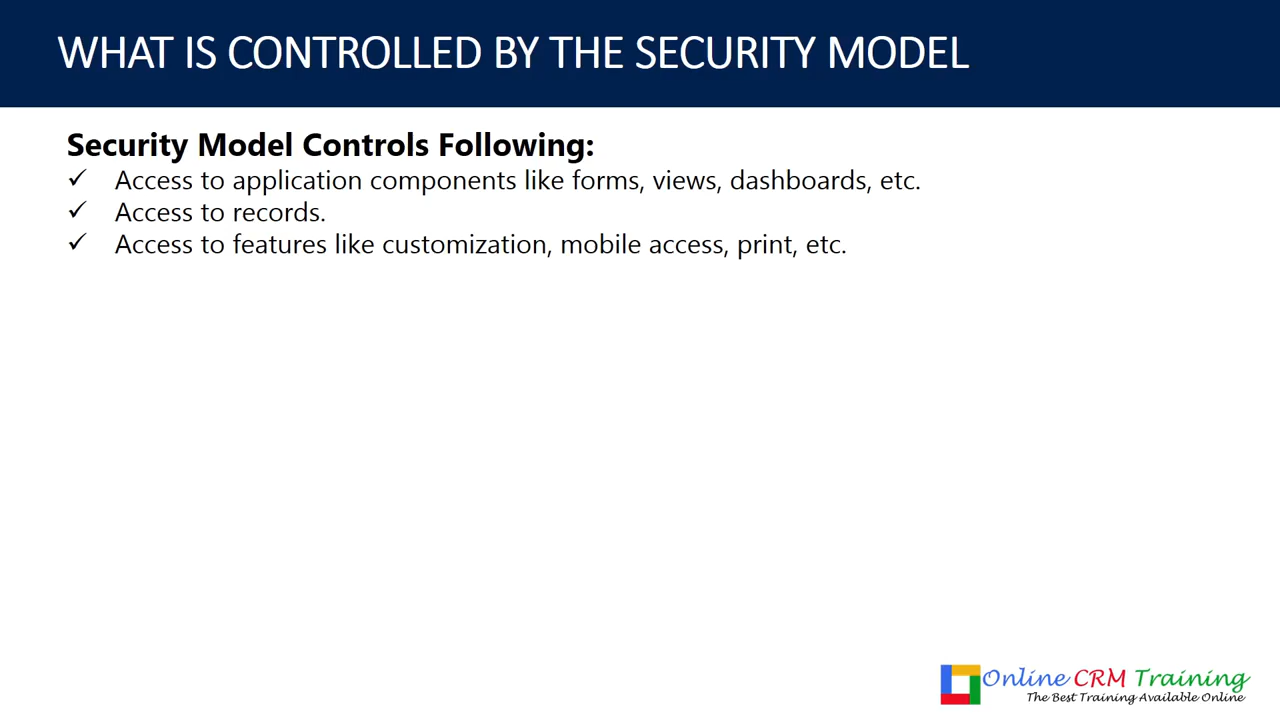 WHAT IS CONTROLLED BY THE SECURITY MODEL
Security Model Controls Following:
✓ Access to application components like forms, views, dashboards, etc.
✓ Access to records.
✓ Access to features like customization, mobile access, print, etc.
Online CRM Training
The Best Training Available Online